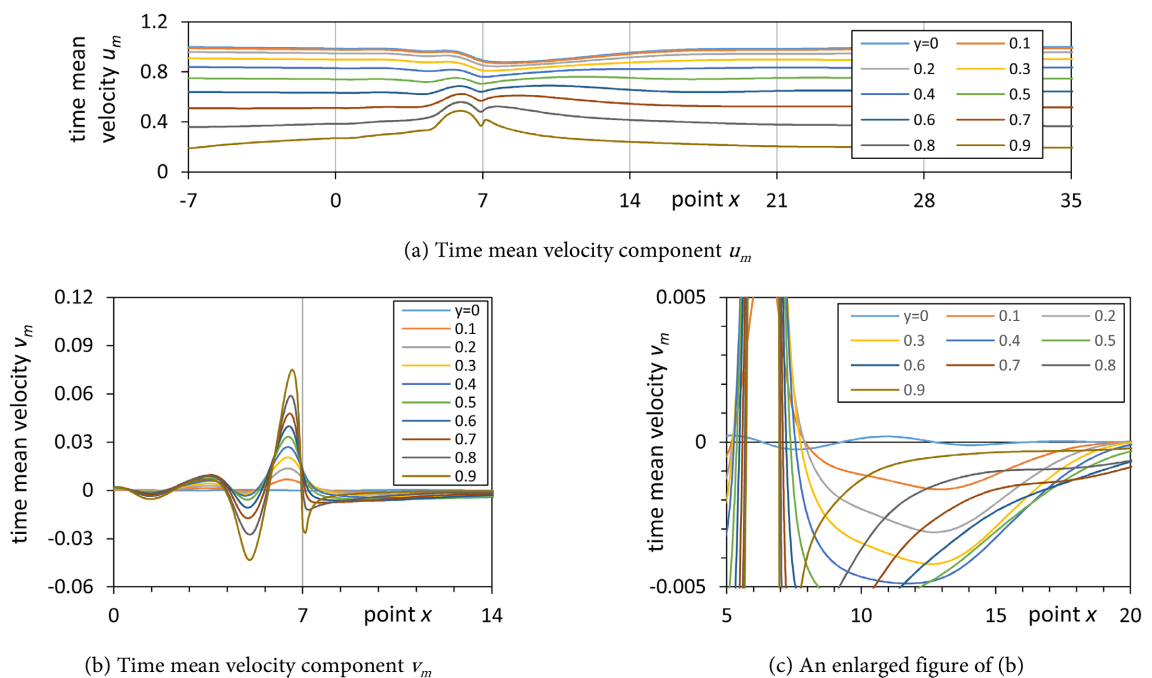 1.2
0.8
0.4
0
time mean
velocity um
y=0 0.1
0.2 0.3
0.4 0.5
0.6 0.7
0.8 0.9
-7 0 7 14 point x 21 28 35
(a) Time mean velocity component um
0.12
0.09
0.06
0.03
0
-0.03
-0.06
time mean velocity vm
y=0
0.1
0.2
0.3
0.4
0.5
0.6
0.7
0.8
0.9
0 7 point x 14
(b) Time mean velocity component vm
0.005
0
-0.005
time mean velocity vm
y=0 0.1 0.2
0.3 0.4 0.5
0.6 0.7 0.8
0.9
5 10 15 point x 20
(c) An enlarged figure of (b)